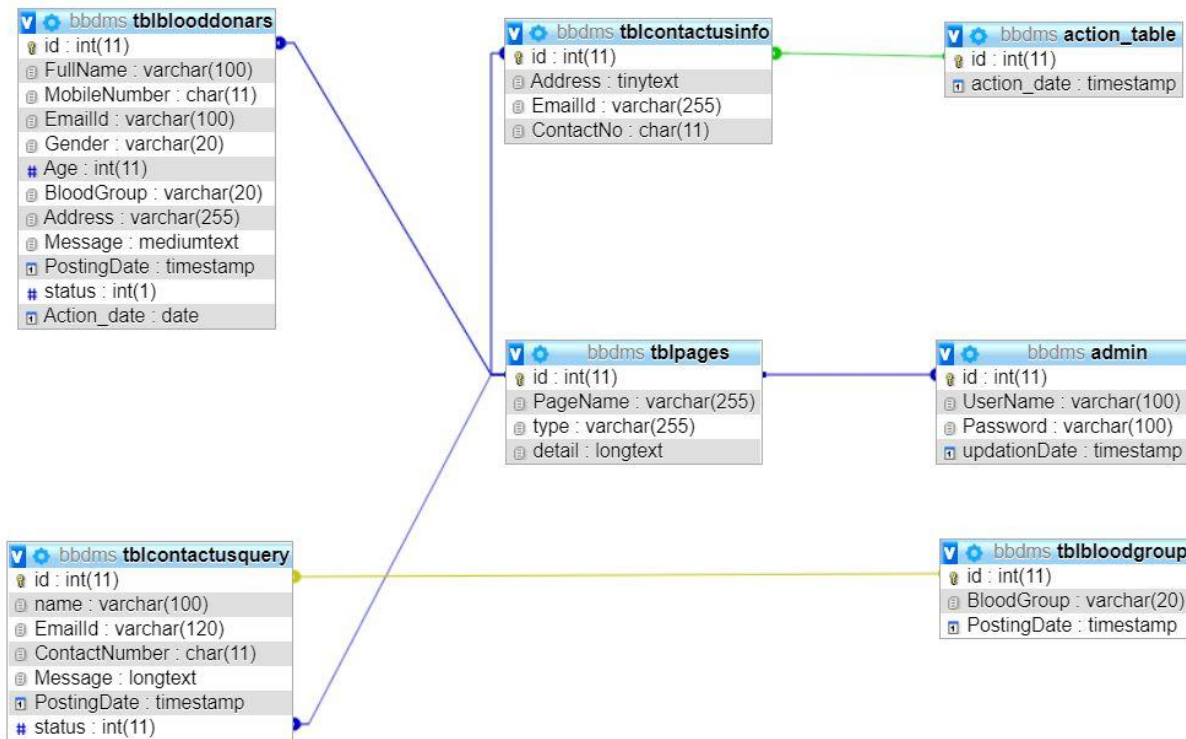 bbdms tblblooddonars
id : int(11)
FullName : varchar(100)
MobileNumber : char(11)
EmailId : varchar(100)
Gender : varchar(20)
Age : int(11)
BloodGroup : varchar(20)
Address : varchar(255)
Message : mediumtext
PostingDate : timestamp
status : int(1)
Action_date : date
bbdms tblcontactusinfo
id : int(11)
Address : tinytext
EmailId : varchar(255)
ContactNo : char(11)
bbdms action_table
id : int(11)
action_date : timestamp
bbdms tblpages
id : int(11)
PageName : varchar(255)
type : varchar(255)
detail : longtext
bbdms admin
id : int(11)
UserName : varchar(100)
Password : varchar(100)
updationDate : timestamp
bbdms tblcontactusquery
id : int(11)
name : varchar(100)
EmailId : varchar(120)
ContactNumber : char(11)
Message : longtext
PostingDate : timestamp
status : int(11)
bbdms tblbloodgroup
id : int(11)
BloodGroup : varchar(20)
PostingDate : timestamp